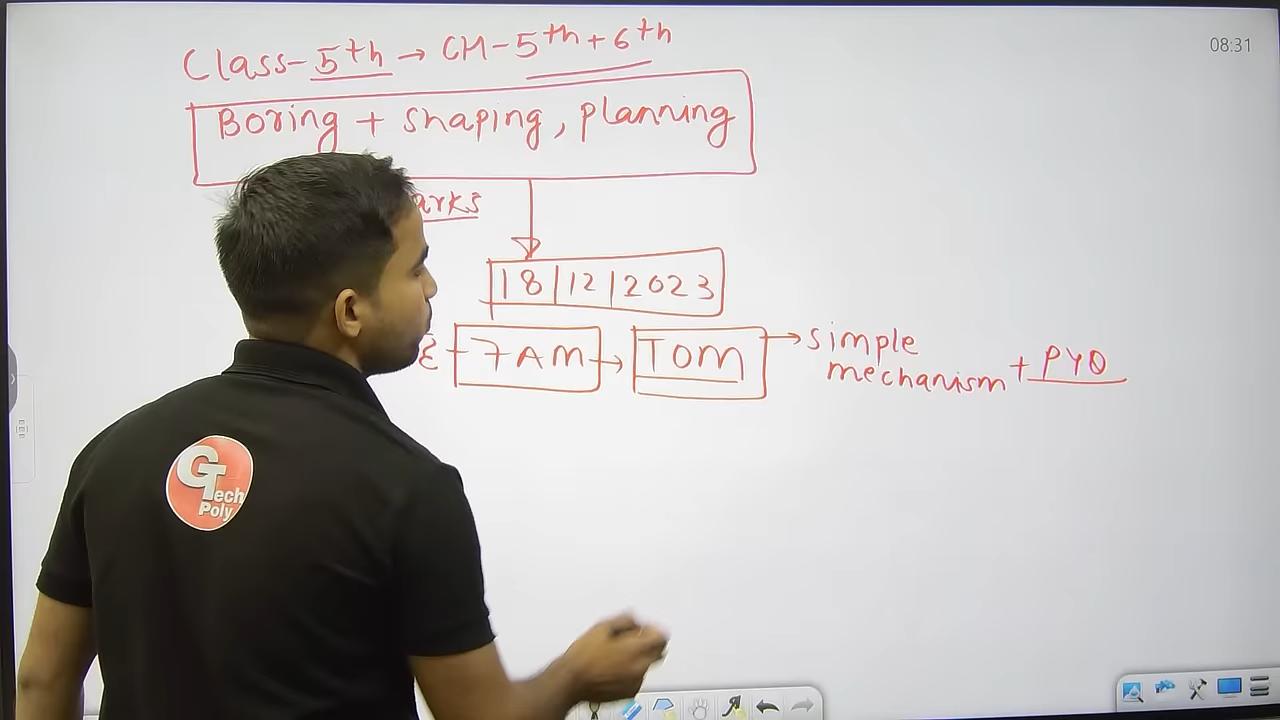 08:31
Class-5th → CH-5th+6th
Boring + shaping, planning
18/12/2023
7AM → TOM → simple mechanism + PYQ
GTech Poly